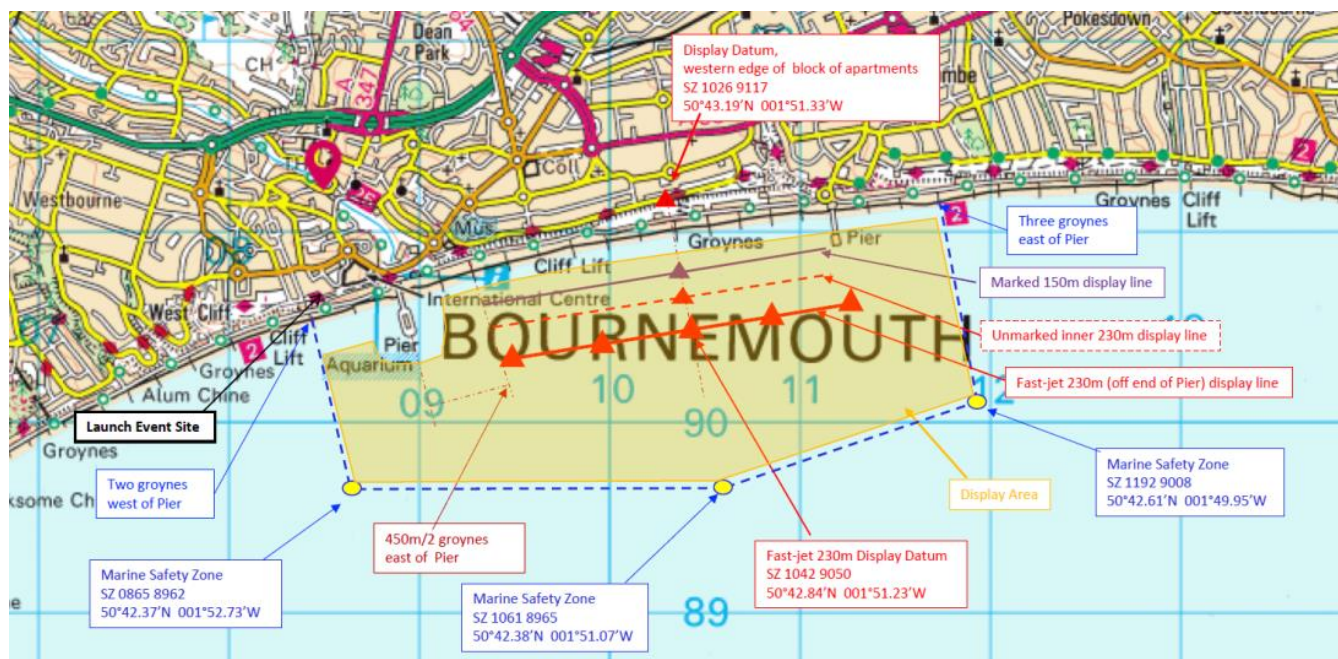 Dean
Park
CH
A
347
Westbourne
Coll
Mus.
Pokesdown
2
Display Datum,
western edge of block of apartments
SZ 1026 9117
50°43.19’N 001°51.33’W
Groynes
Cliff
Lift
Pier
2
Three groynes
east of Pier
Marked 150m display line
Groynes
Cliff Lift
International Centre
West Cliff
Cliff
Lift
2
Groynes
Pier
Aquarium
Alum Chine
BOURNEMOUTH
Unmarked inner 230m display line
Fast-jet 230m (off end of Pier) display line
09
10
11
12
90
Launch Event Site
Groynes
Two groynes
west of Pier
450m/2 groynes
east of Pier
Display Area
Marine Safety Zone
SZ 1192 9008
50°42.61’N 001°49.95’W
Marine Safety Zone
SZ 0865 8962
50°42.37’N 001°52.73’W
Marine Safety Zone
SZ 1061 8965
50°42.38’N 001°51.07’W
Fast-jet 230m Display Datum
SZ 1042 9050
50°42.84’N 001°51.23’W
89